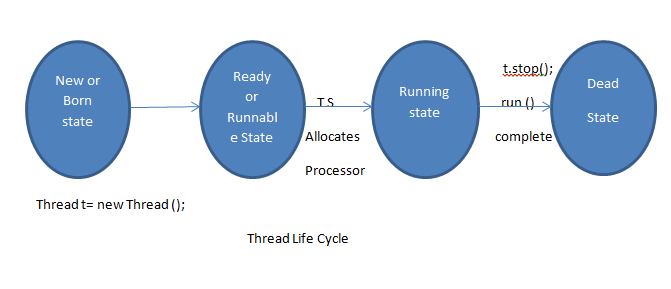 New or
Born
state
Ready
or
Runnabl
e State
T S
Allocates
Processor
Running
state
t.stop();
run ()
complete
Dead
State
Thread t= new Thread ();
Thread Life Cycle